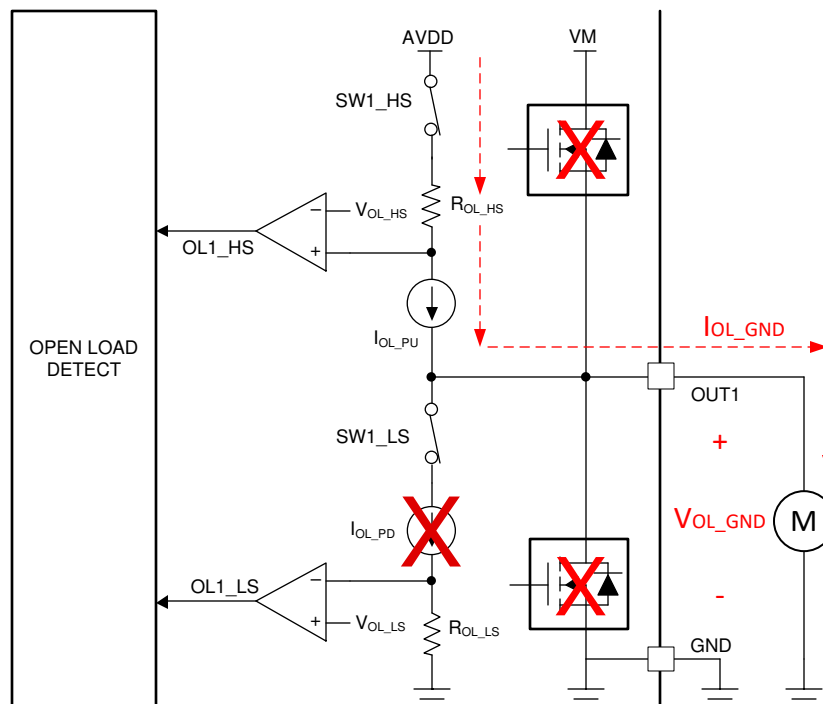 AVDD
VM
SW1_HS
VOL_HS
ROL_HS
OL1_HS
IOL_PU
IOL_GND
OPEN LOAD
DETECT
OUT1
SW1_LS
+
IOL_PD
VOL_GND
M
OL1_LS
VOL_LS
ROL_LS
-
GND